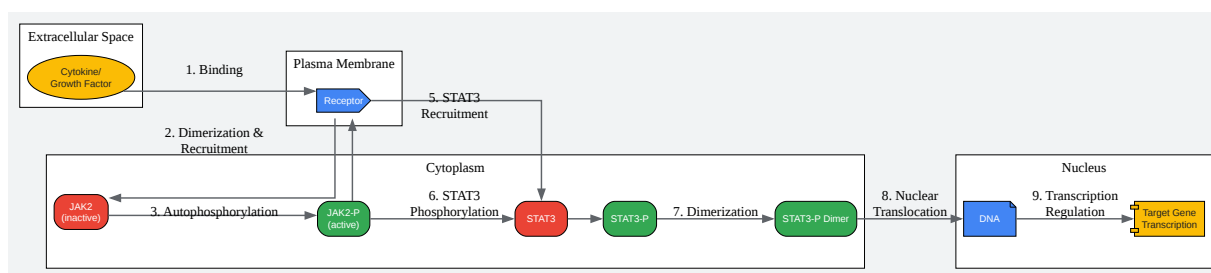 Extracellular Space
Cytokine/
Growth Factor
1. Binding
Plasma Membrane
Receptor
5. STAT3
Recruitment
2. Dimerization &
Recruitment
Cytoplasm
JAK2
(inactive)
3. Autophosphorylation
JAK2-P
(active)
6. STAT3
Phosphorylation
STAT3
STAT3-P
7. Dimerization
STAT3-P Dimer
8. Nuclear
Translocation
Nucleus
DNA
9. Transcription
Regulation
Target Gene
Transcription